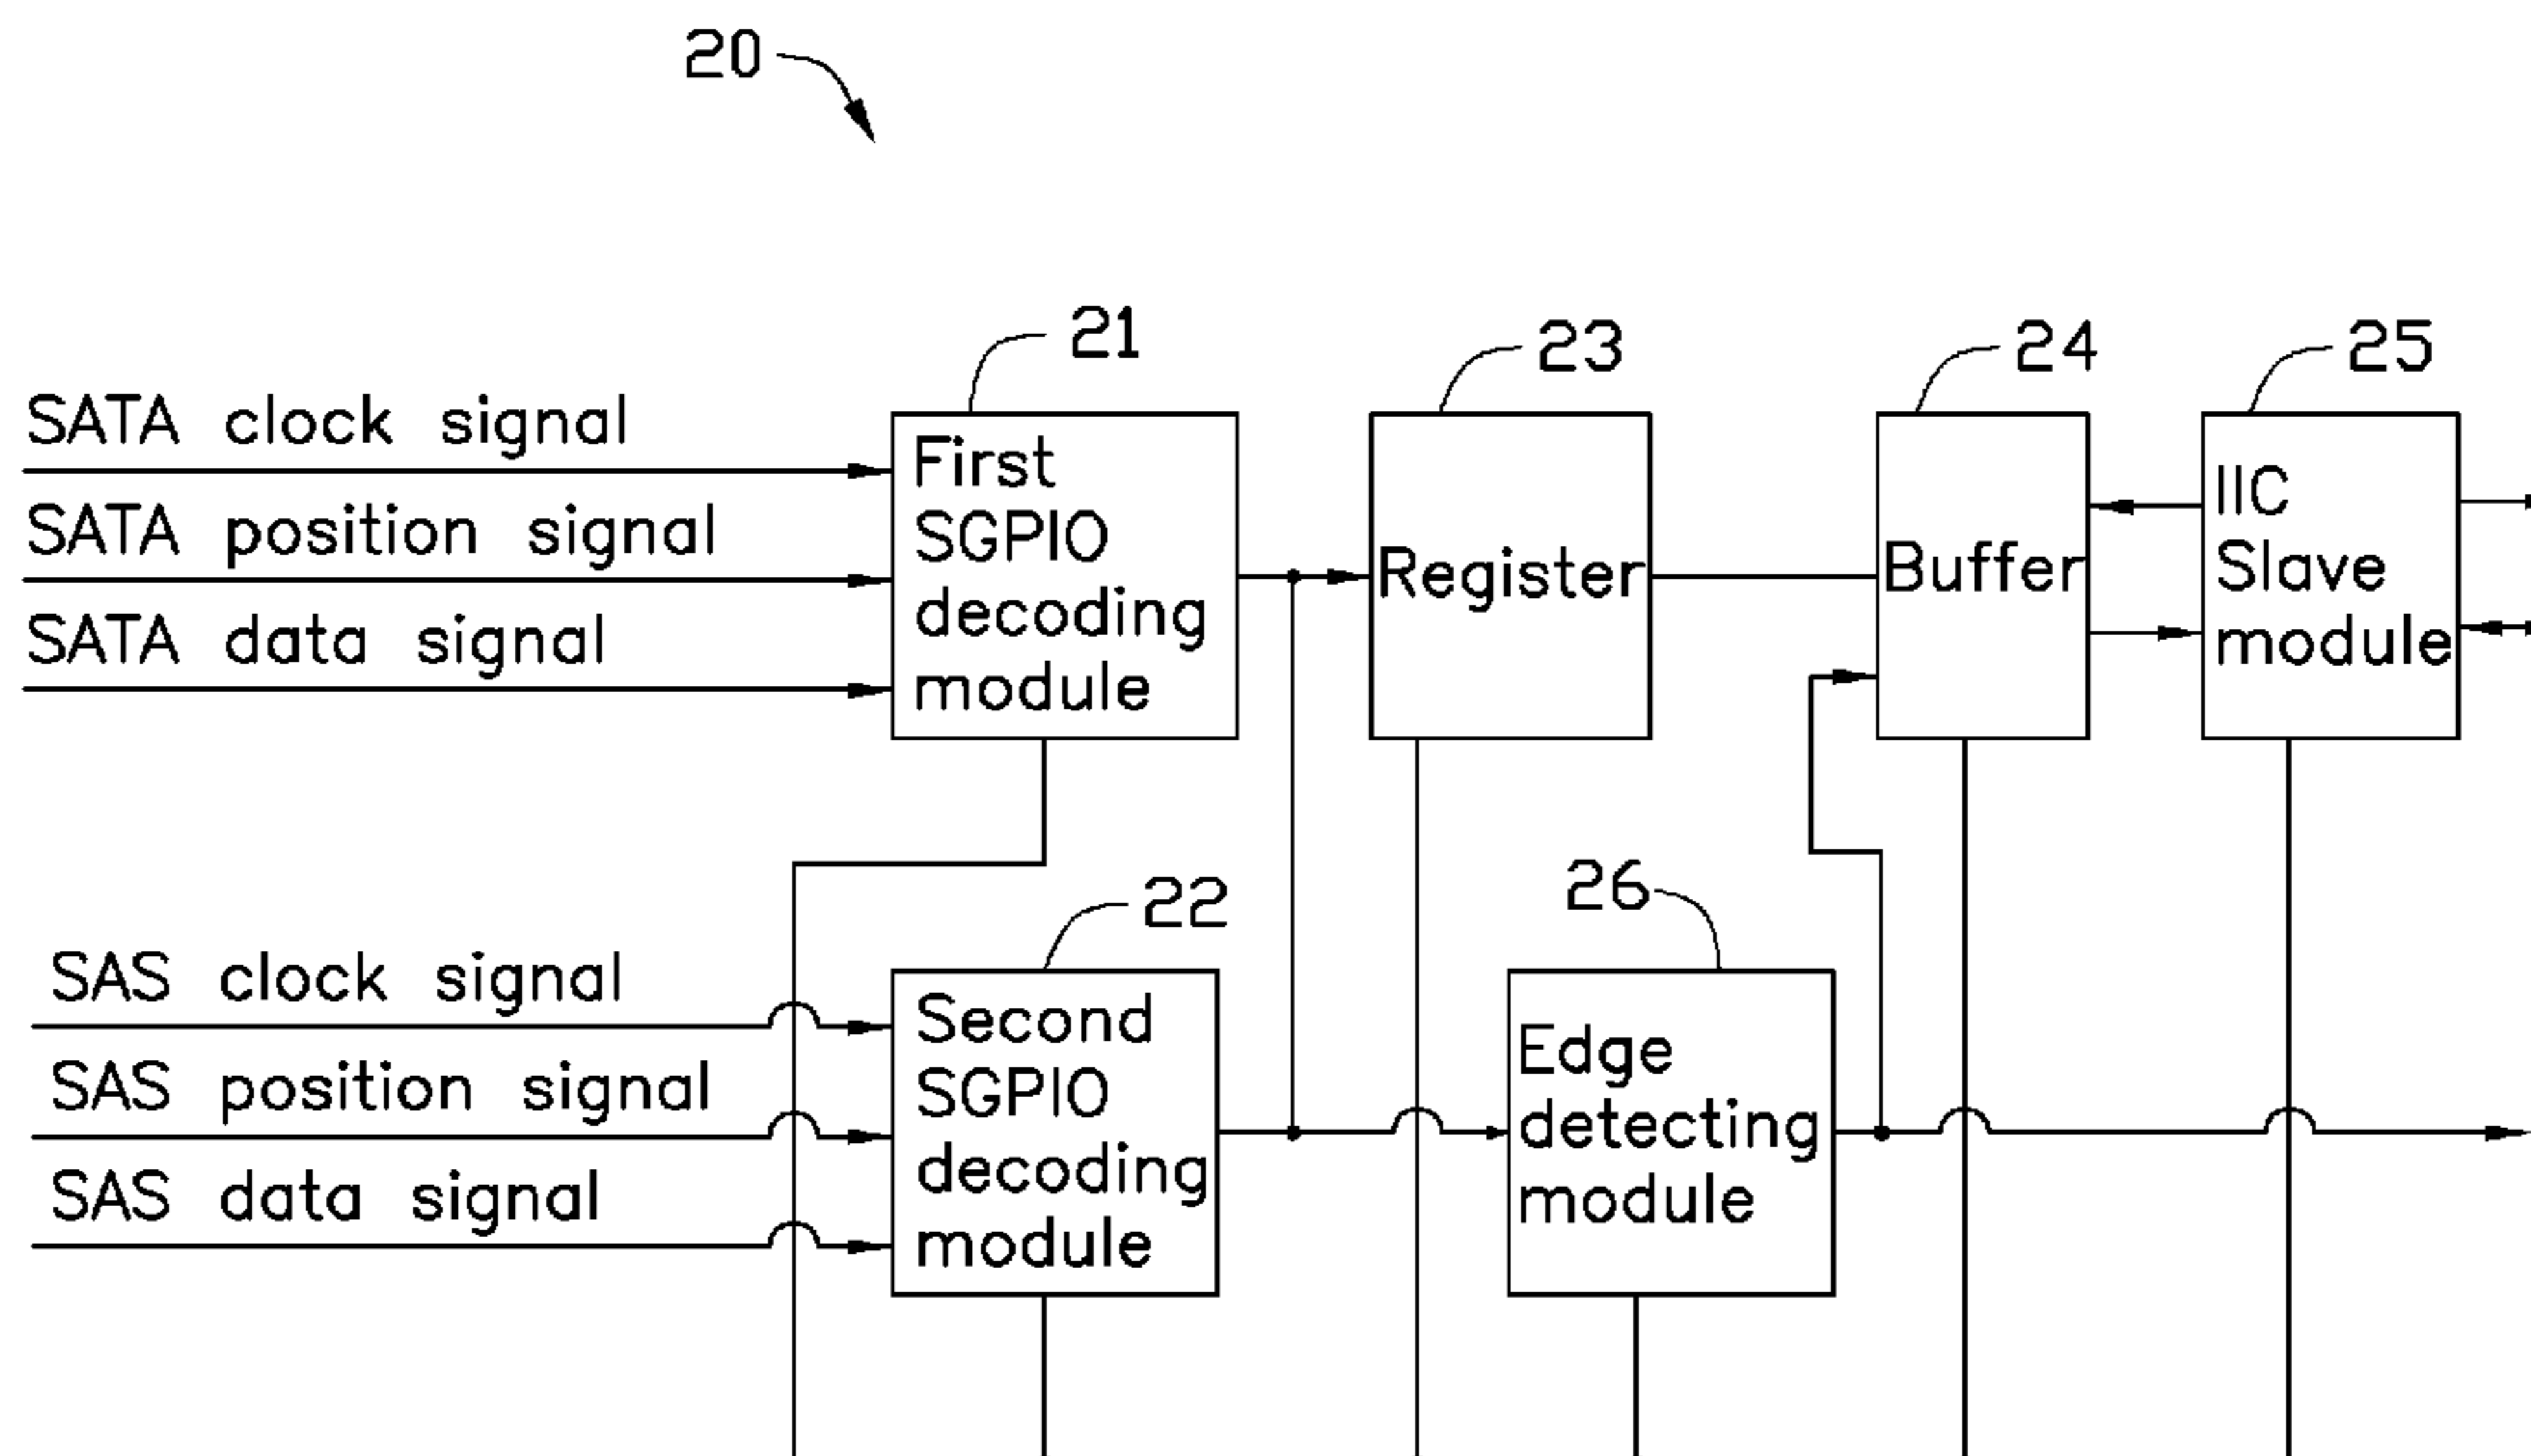 20
21
23
24
25
SATA clock signal
SATA position signal
SATA data signal
First
SGPIO
decoding
module
Register
Buffer
IIC
Slave
module
22
26
SAS clock signal
SAS position signal
SAS data signal
Second
SGPIO
decoding
module
Edge
detecting
module